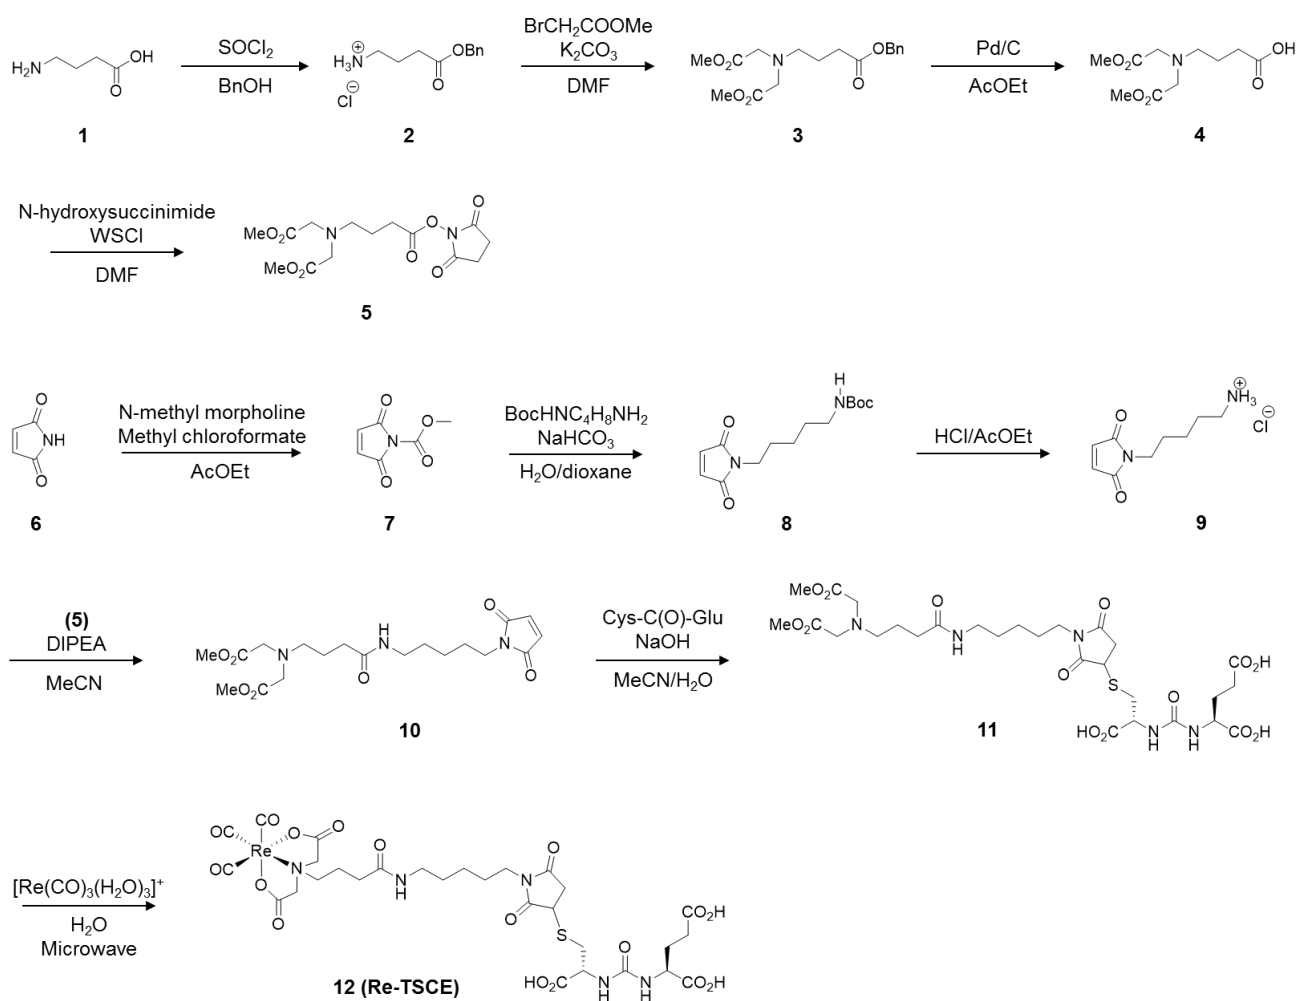 H2N
OH
O
1
SOCl2
BnOH
H3N
⊕
Cl⊖
OBn
O
2
BrCH2COOMe
K2CO3
DMF
MeO2C
N
MeO2C
OBn
O
3
Pd/C
AcOEt
MeO2C
N
MeO2C
OH
O
4
N-hydroxysuccinimide
WSCI
DMF
MeO2C
N
MeO2C
O
O
N
O
O
5
O
NH
O
6
N-methyl morpholine
Methyl chloroformate
AcOEt
O
N
O
O
O
7
BocHNC4H8NH2
NaHCO3
H2O/dioxane
O
N
O
H
NBoc
8
HCl/AcOEt
O
N
O
⊕
NH3
Cl⊖
9
(5)
DIPEA
MeCN
MeO2C
N
MeO2C
O
H
N
O
N
O
10
Cys-C(O)-Glu
NaOH
MeCN/H2O
MeO2C
MeO2C
N
O
N
H
O
N
O
S
HO2C
N
H
O
N
H
CO2H
CO2H
11
[Re(CO)3(H2O)3]+
H2O
Microwave
OC
CO
OC
Re
O
O
N
O
O
O
N
H
O
N
O
S
HO2C
N
H
O
N
H
CO2H
CO2H
12 (Re-TSCE)